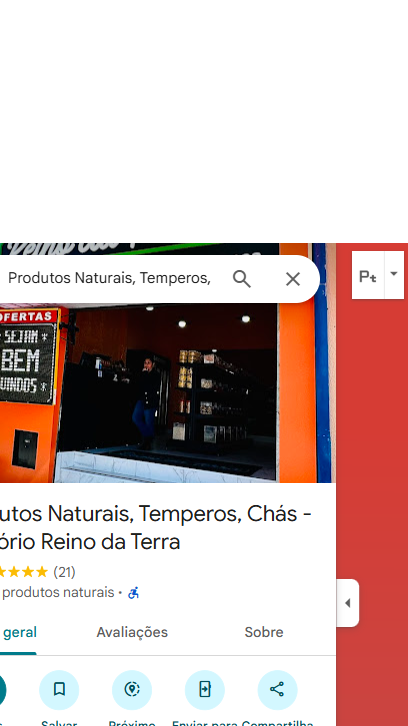 Produtos Naturais, Temperos,
Pt
OFERTAS
SEJAM
BEM
VINDOS
utos Naturais, Temperos, Chás -
ório Reino da Terra
(21)
produtos naturais ·
geral
Avaliações
Sobre
Salvar
Próximo
Enviar para
Compartilha